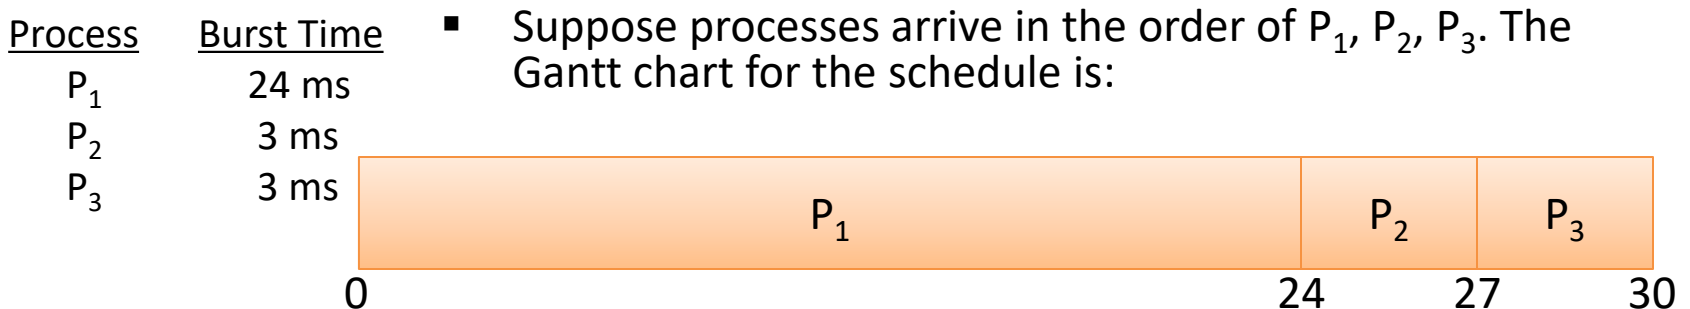 Process Burst Time
P₁ 24 ms
P₂ 3 ms
P₃ 3 ms
▪ Suppose processes arrive in the order of P₁, P₂, P₃. The
Gantt chart for the schedule is:
P₁ P₂ P₃
0 24 27 30